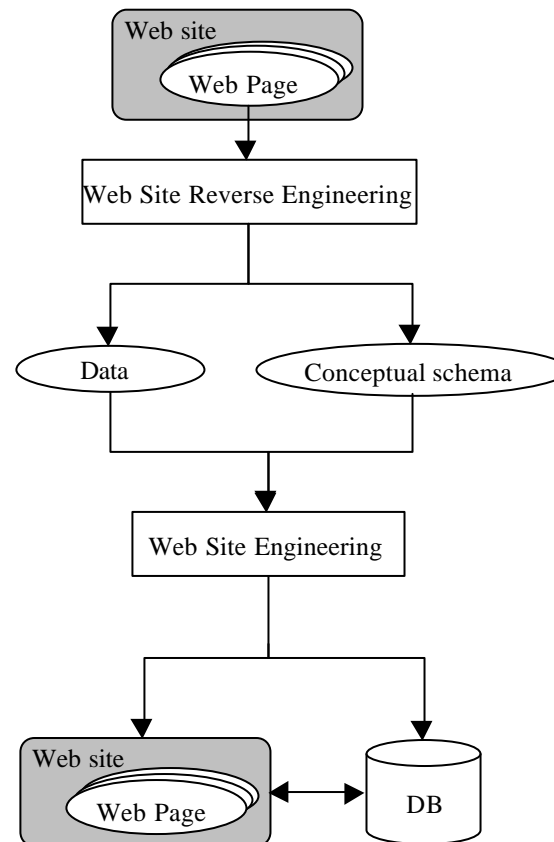 Web site
Web Page
Web Site Reverse Engineering
Data
Conceptual schema
Web Site Engineering
Web site
Web Page
DB